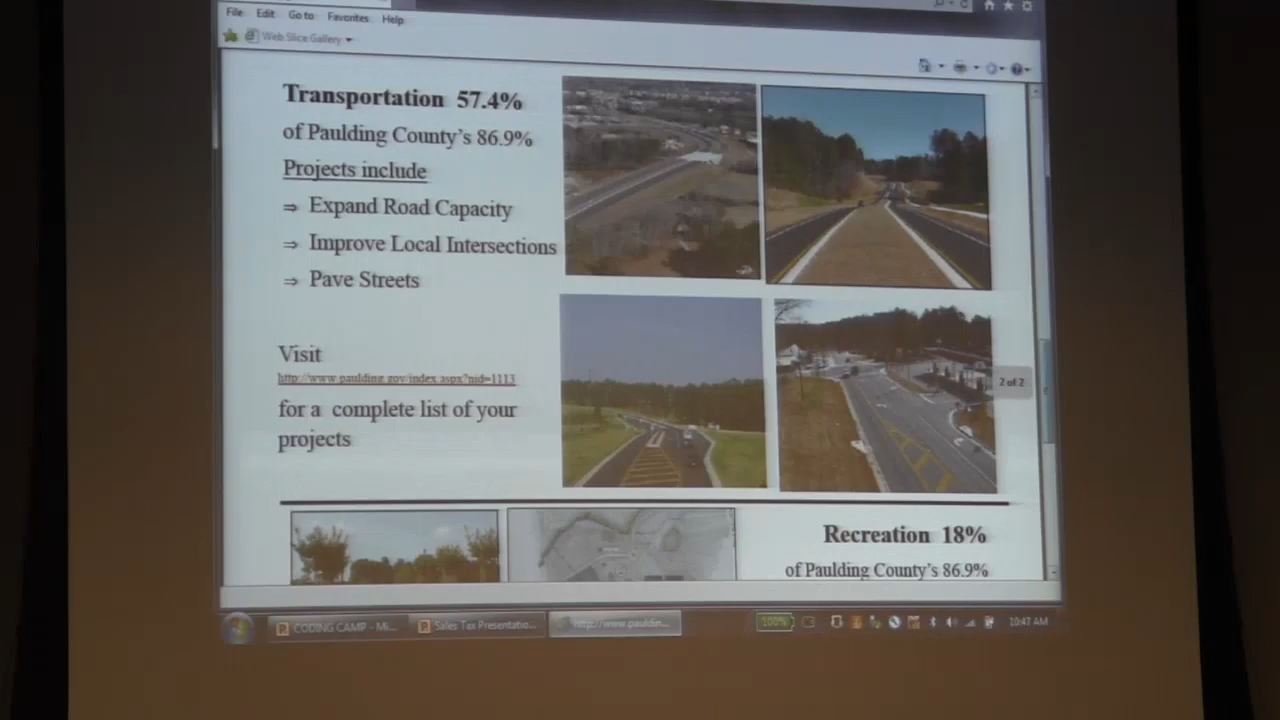 File Edit Go to Favorites Help
Web Slice Gallery
Transportation 57.4%
of Paulding County's 86.9%
Projects include
⇒ Expand Road Capacity
⇒ Improve Local Intersections
⇒ Pave Streets
Visit
http://www.paulding.gov/index.aspx?nid=1113
for a complete list of your
projects
2 of 2
Recreation 18%
of Paulding County's 86.9%
CODING CAMP - Mi...
Sales Tax Presentatio...
http://www.pauldin...
100%
10:47 AM